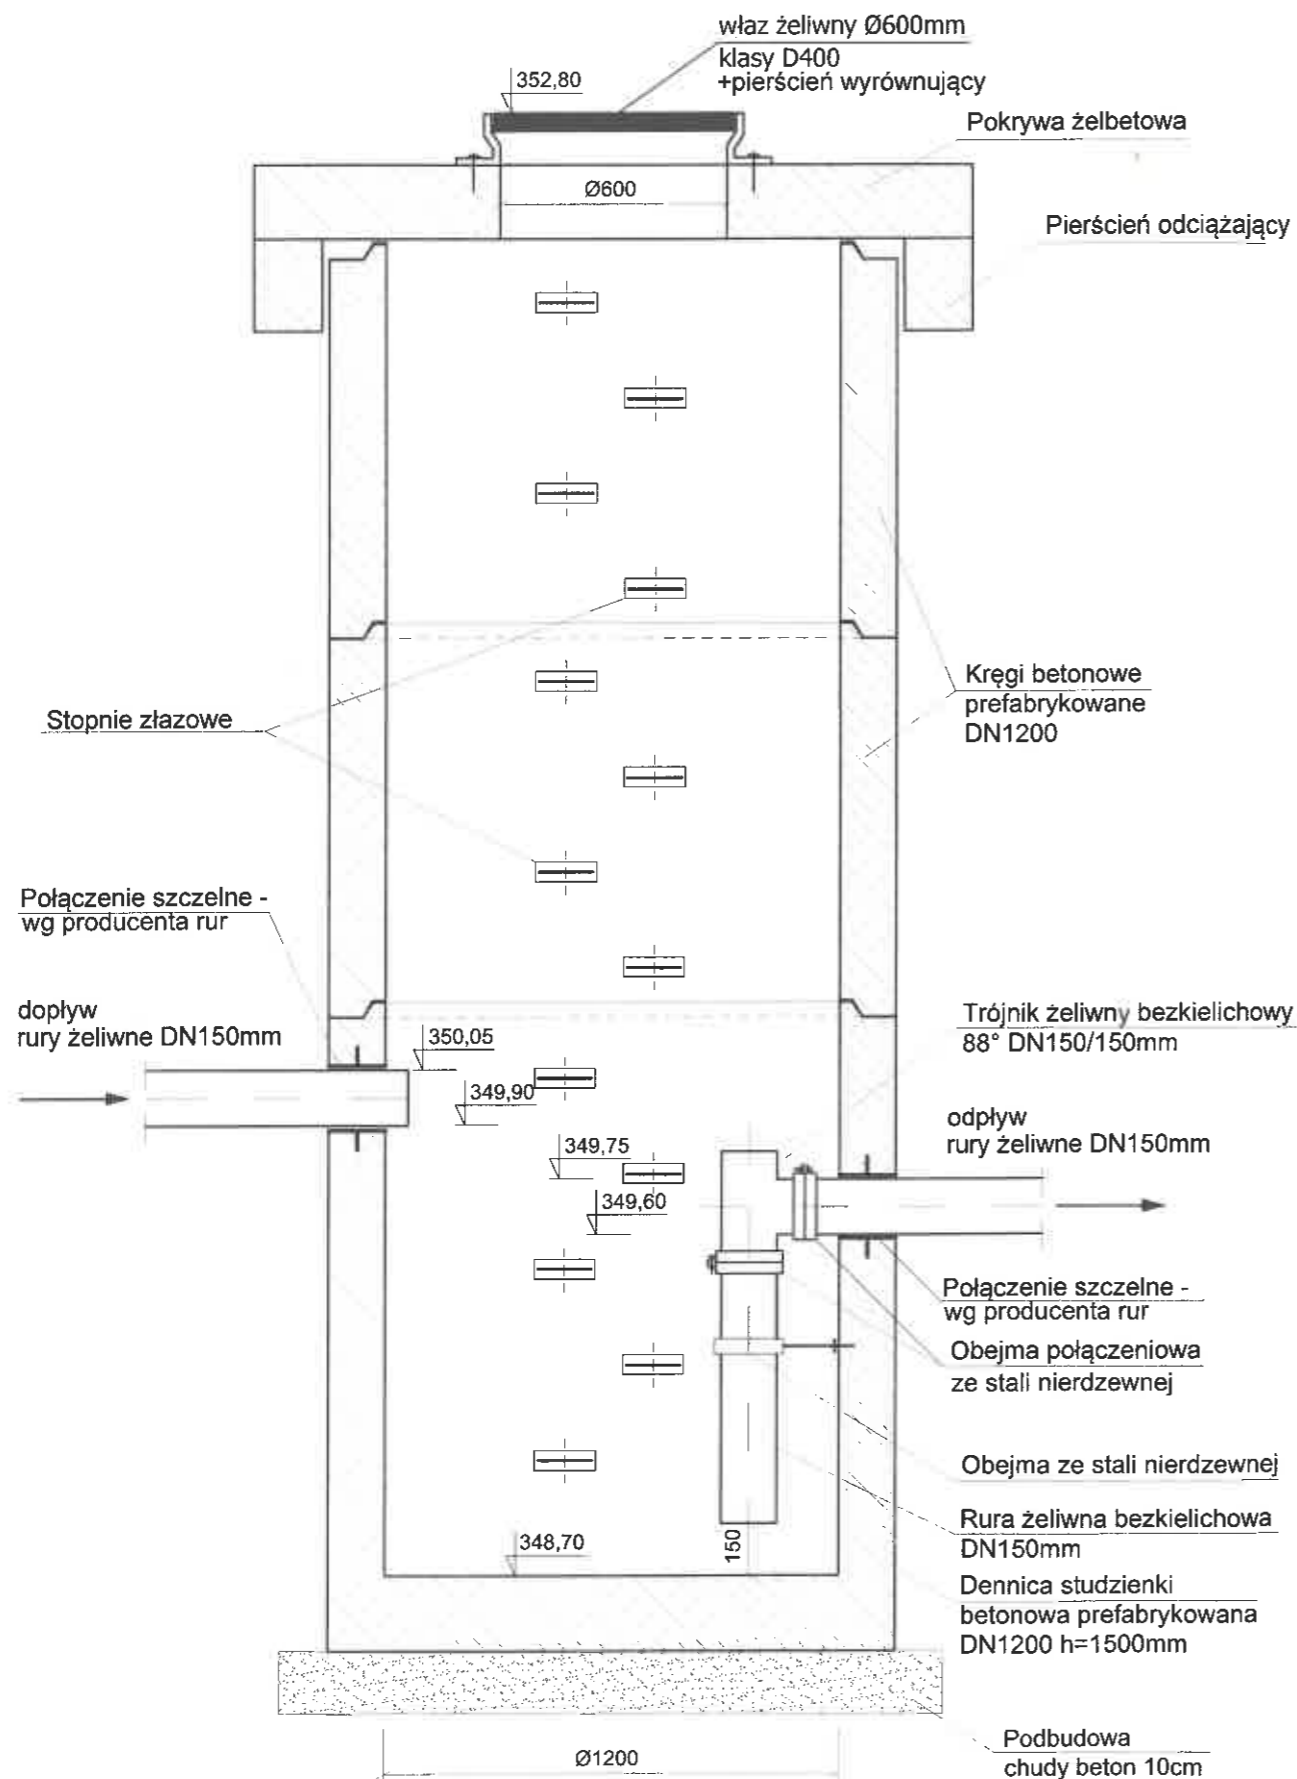 właz żeliwny Ø600mm
klasy D400
+pierścień wyrównujący
352,80
Pokrywa żelbetowa
Ø600
Pierścień odciążający
Kręgi betonowe
prefabrykowane
DN1200
Stopnie złazowe
Połączenie szczelne -
wg producenta rur
dopływ
rury żeliwne DN150mm
350,05
349,90
349,75
349,60
Trójnik żeliwny bezkielichowy
88° DN150/150mm
odpływ
rury żeliwne DN150mm
Połączenie szczelne -
wg producenta rur
Obejma połączeniowa
ze stali nierdzewnej
Obejma ze stali nierdzewnej
Rura żeliwna bezkielichowa
DN150mm
348,70
150
Dennica studzienki
betonowa prefabrykowana
DN1200 h=1500mm
Ø1200
Podbudowa
chudy beton 10cm